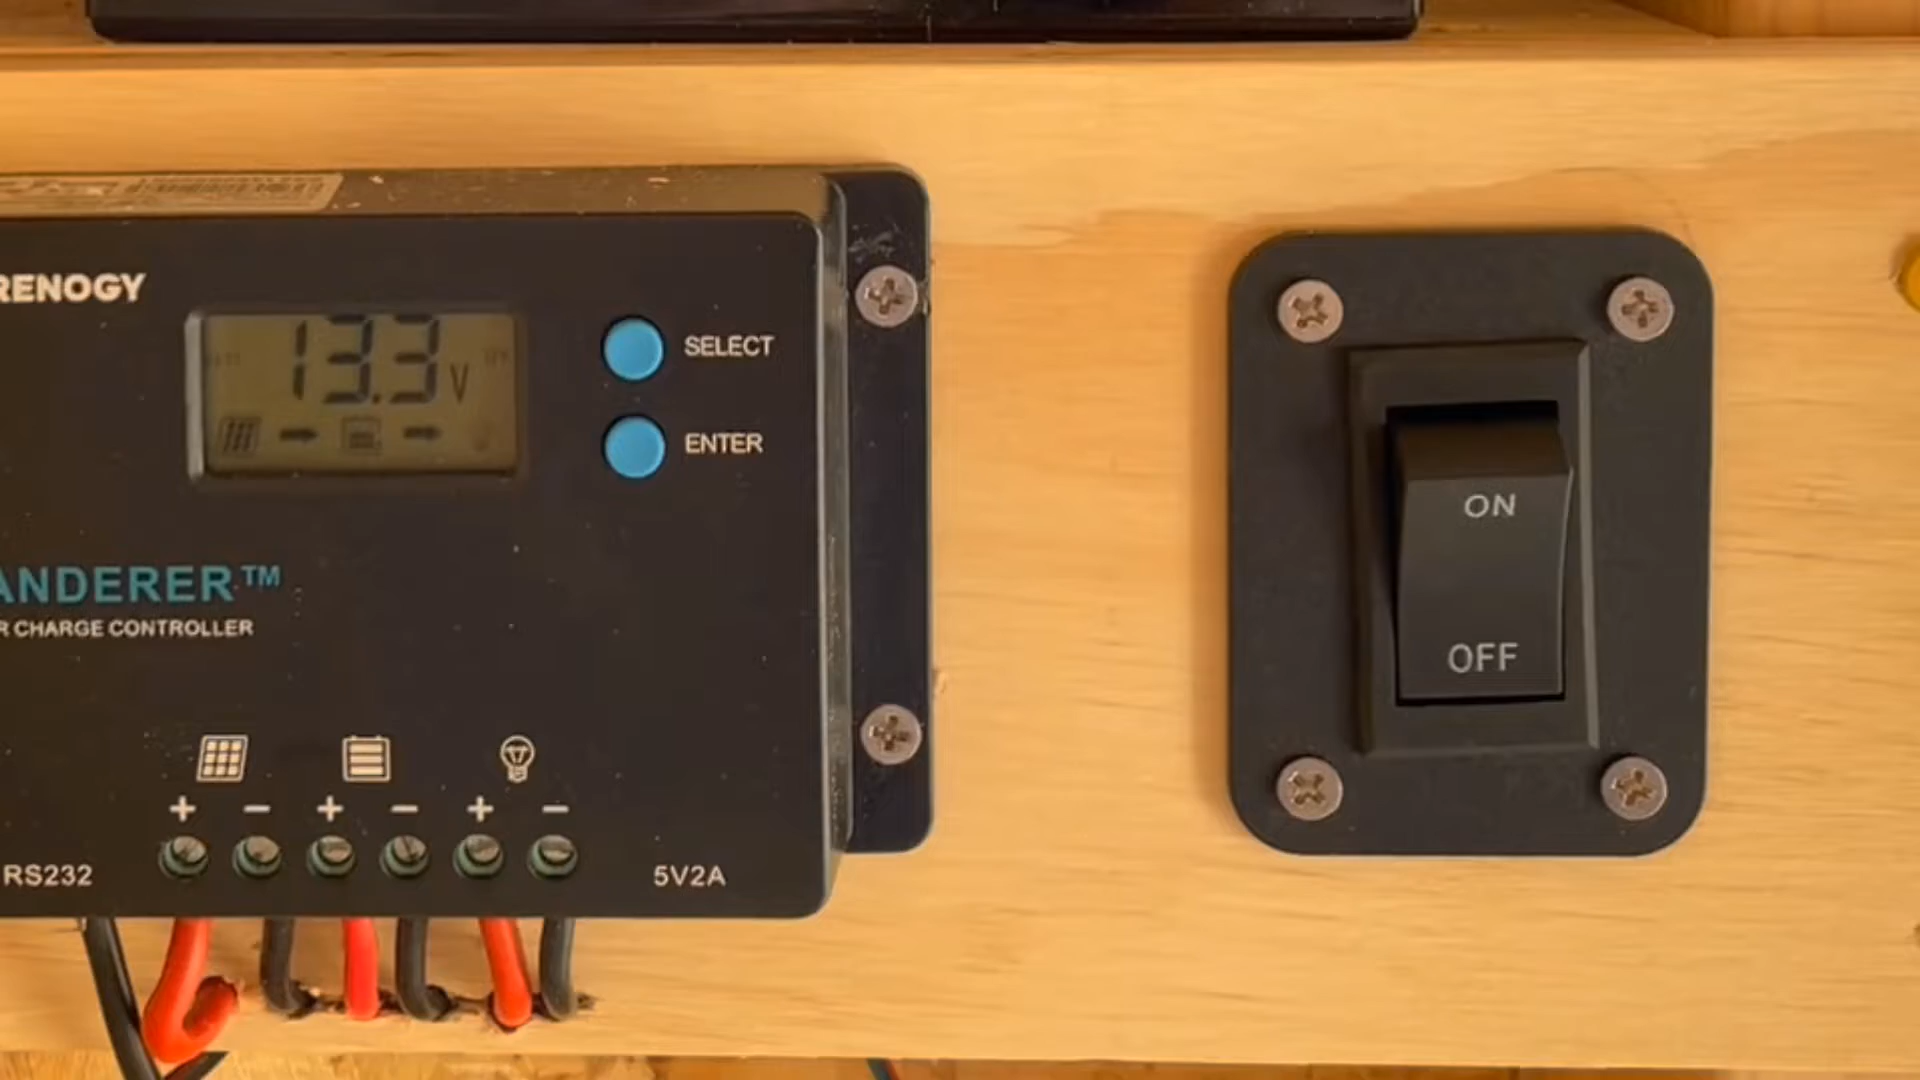 RENOGY
13.3 V
SELECT
ENTER
ANDERER™
R CHARGE CONTROLLER
+ − + − + −
RS232
5V2A
ON
OFF